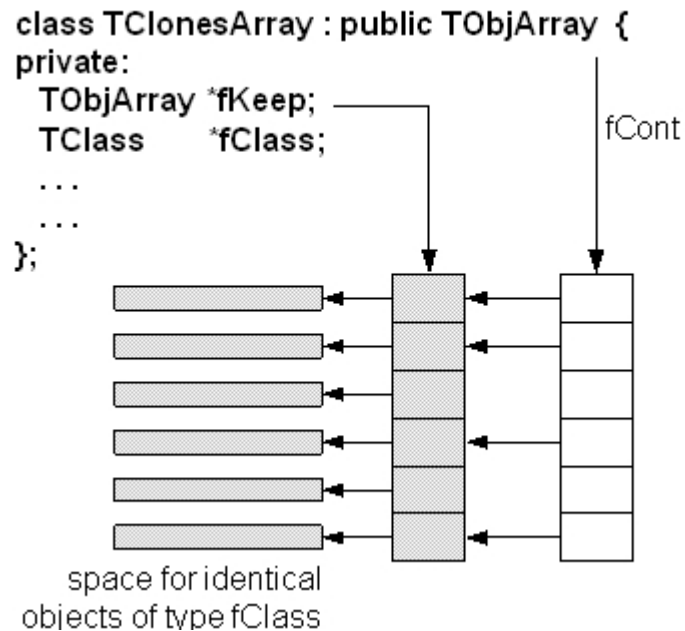 class TClonesArray : public TObjArray {
private:
TObjArray *fKeep;
TClass *fClass;
fCont
. . .
. . .
};
space for identical
objects of type fClass